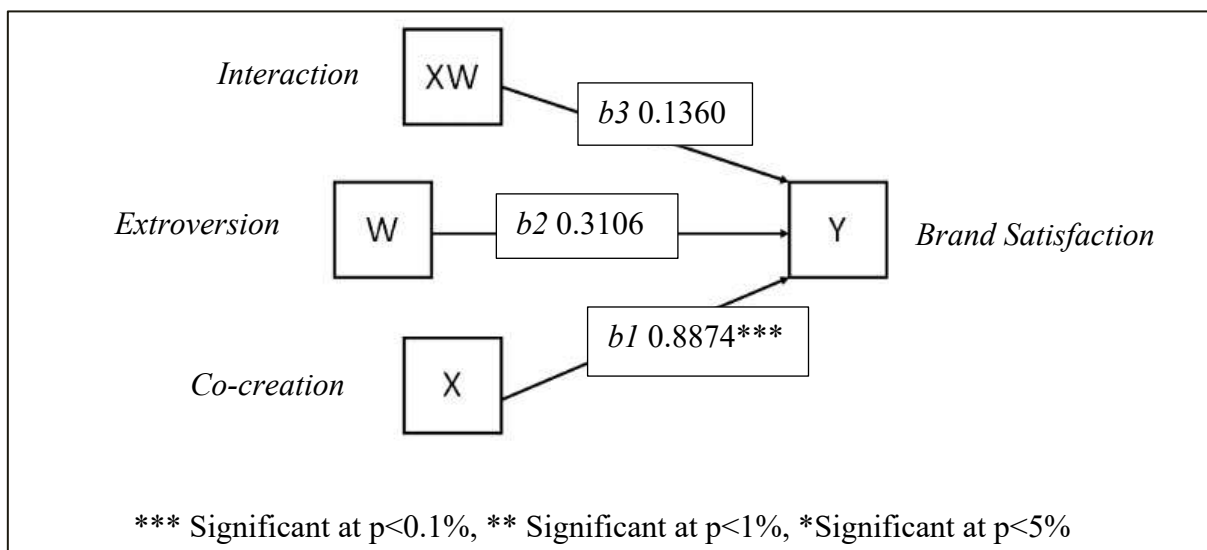 Interaction
XW
b3 0.1360
Extroversion
W
b2 0.3106
Y
Brand Satisfaction
b1 0.8874***
Co-creation
X
*** Significant at p<0.1%, ** Significant at p<1%, *Significant at p<5%